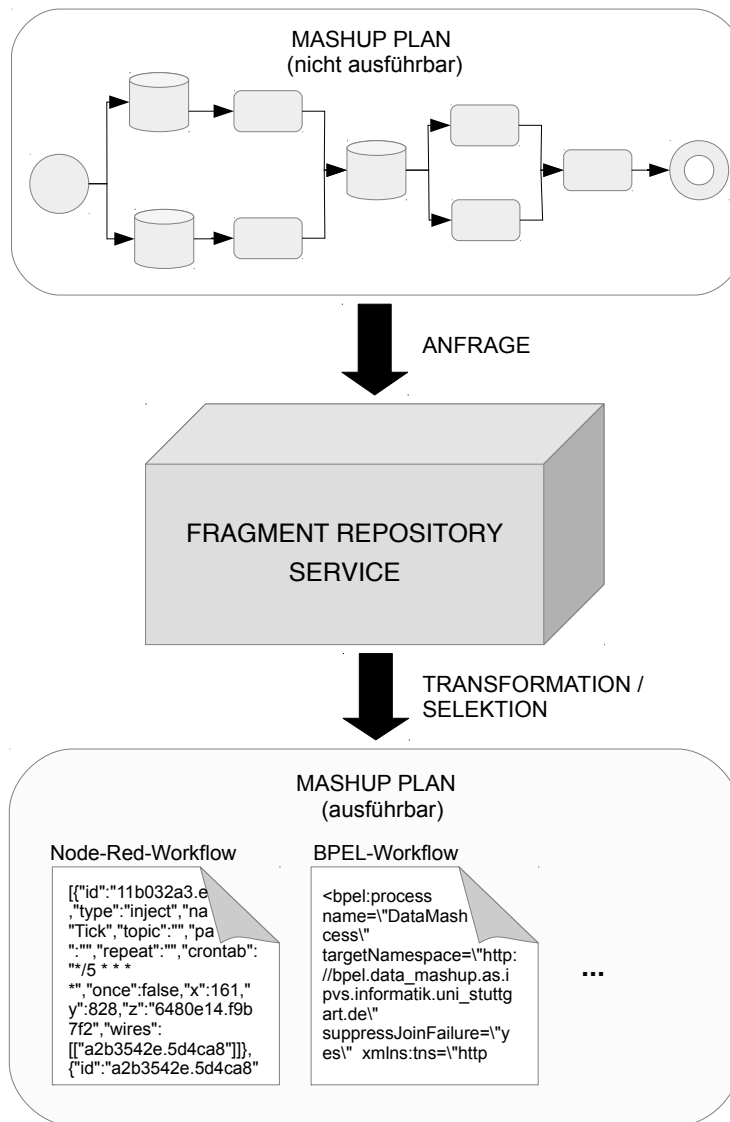 MASHUP PLAN
(nicht ausführbar)
ANFRAGE
FRAGMENT REPOSITORY
SERVICE
TRANSFORMATION /
SELEKTION
MASHUP PLAN
(ausführbar)
Node-Red-Workflow
[{"id":"11b032a3.e
,"type":"inject","na
"Tick","topic":"","pa
":"","repeat":"","crontab":
"*/5 * * *
*","once":false,"x":161,"
y":828,"z":"6480e14.f9b
7f2","wires":
[["a2b3542e.5d4ca8"]]},
{"id":"a2b3542e.5d4ca8"
BPEL-Workflow
<bpel:process
name=\"DataMash
cess\"
targetNamespace=\"http:
//bpel.data_mashup.as.i
pvs.informatik.uni_stuttg
art.de\"
suppressJoinFailure=\"y
es\" xmlns:tns=\"http
...